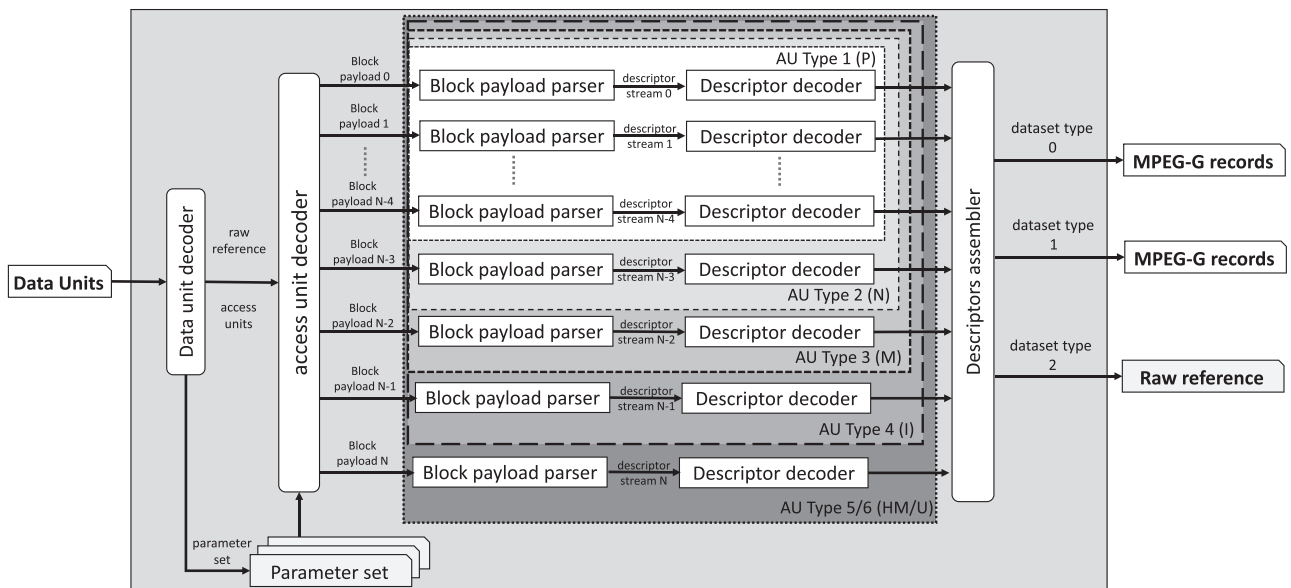 Data Units
Data unit decoder
raw
reference
access
units
parameter
set
Parameter set
access unit decoder
Block
payload 0
Block payload parser
descriptor
stream 0
Descriptor decoder
AU Type 1 (P)
Block
payload 1
Block payload parser
descriptor
stream 1
Descriptor decoder
Block
payload N-4
Block payload parser
descriptor
stream N-4
Descriptor decoder
Block
payload N-3
Block payload parser
descriptor
stream N-3
Descriptor decoder
AU Type 2 (N)
Block
payload N-2
Block payload parser
descriptor
stream N-2
Descriptor decoder
AU Type 3 (M)
Block
payload N-1
Block payload parser
descriptor
stream N-1
Descriptor decoder
AU Type 4 (I)
Block
payload N
Block payload parser
descriptor
stream N
Descriptor decoder
AU Type 5/6 (HM/U)
Descriptors assembler
dataset type
0
MPEG-G records
dataset type
1
MPEG-G records
dataset type
2
Raw reference